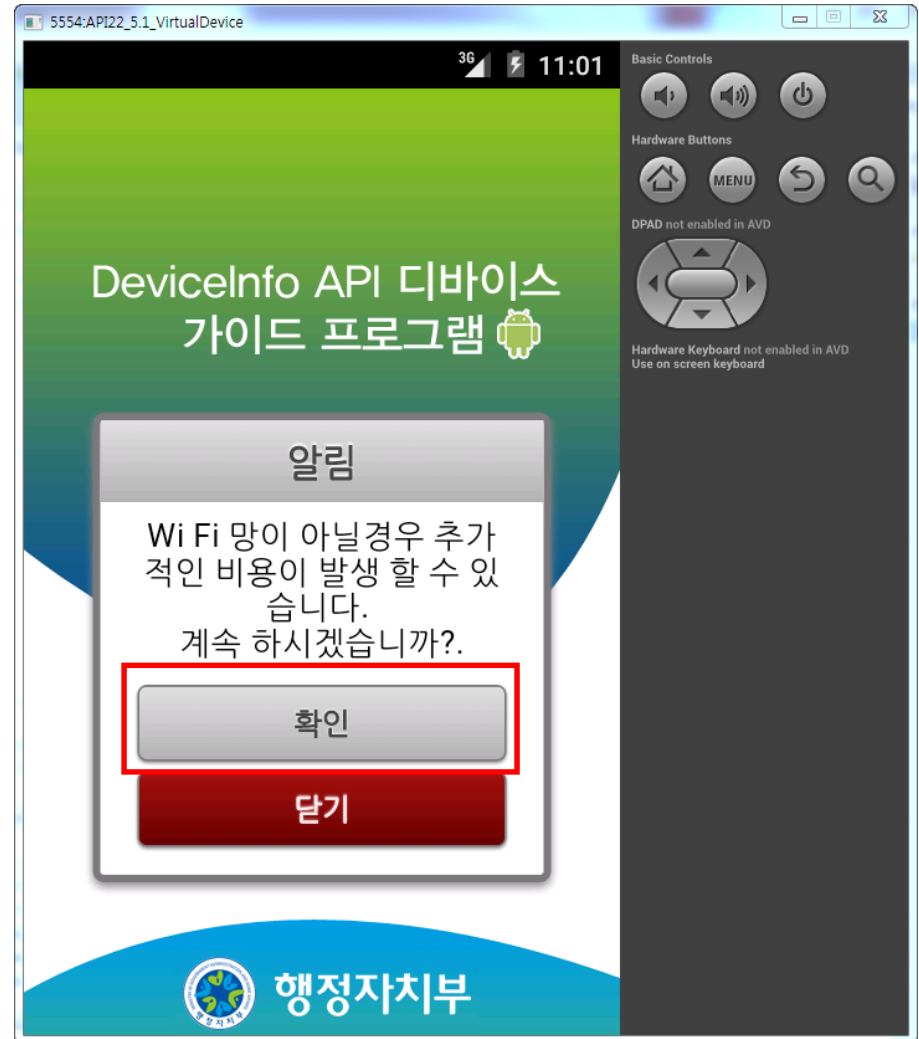 5554:API22_5.1_VirtualDevice
3G 11:01
Basic Controls
Hardware Buttons
MENU
DPAD not enabled in AVD
Hardware Keyboard not enabled in AVD
Use on screen keyboard
DeviceInfo API 디바이스
가이드 프로그램
알림
Wi Fi 망이 아닐경우 추가
적인 비용이 발생 할 수 있
습니다.
계속 하시겠습니까?.
확인
닫기
행정자치부